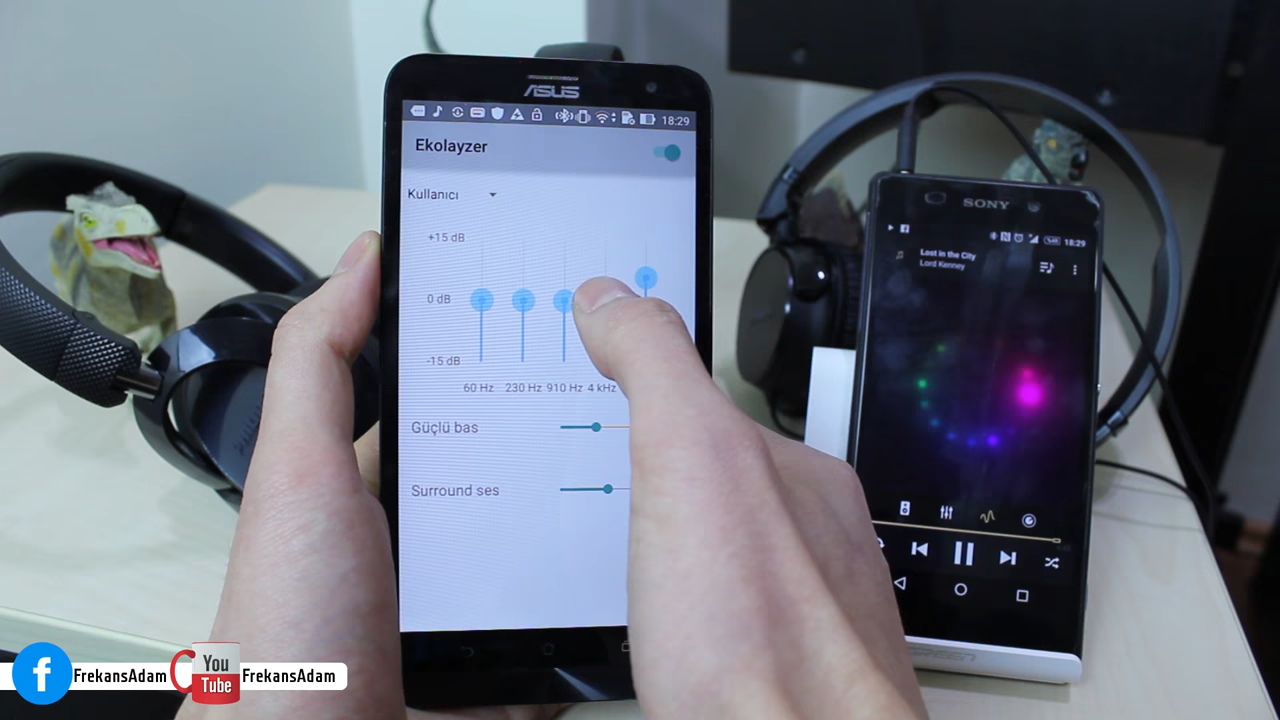 ASUS
18:29
Ekolayzer
Kullanıcı
+15 dB
0 dB
-15 dB
60 Hz 230 Hz 910 Hz 4 kHz
Güçlü bas
Surround ses
SONY
18:29
Lost in the City
Lord Kenney
FrekansAdam
You
Tube
FrekansAdam